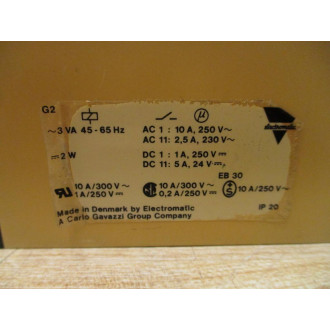 G2
~3 VA 45-65 Hz
AC 1 : 10 A, 250 V~
AC 11: 2,5 A, 230 V~
electromatic
⎓2 W
DC 1 : 1 A, 250 V⎓
DC 11: 5 A, 24 V⎓
EB 30
10 A/300 V~
1 A/250 V⎓
10 A/300 V~
0,2 A/250 V⎓
10 A/250 V~
Made in Denmark by Electromatic
A Carlo Gavazzi Group Company
IP 20